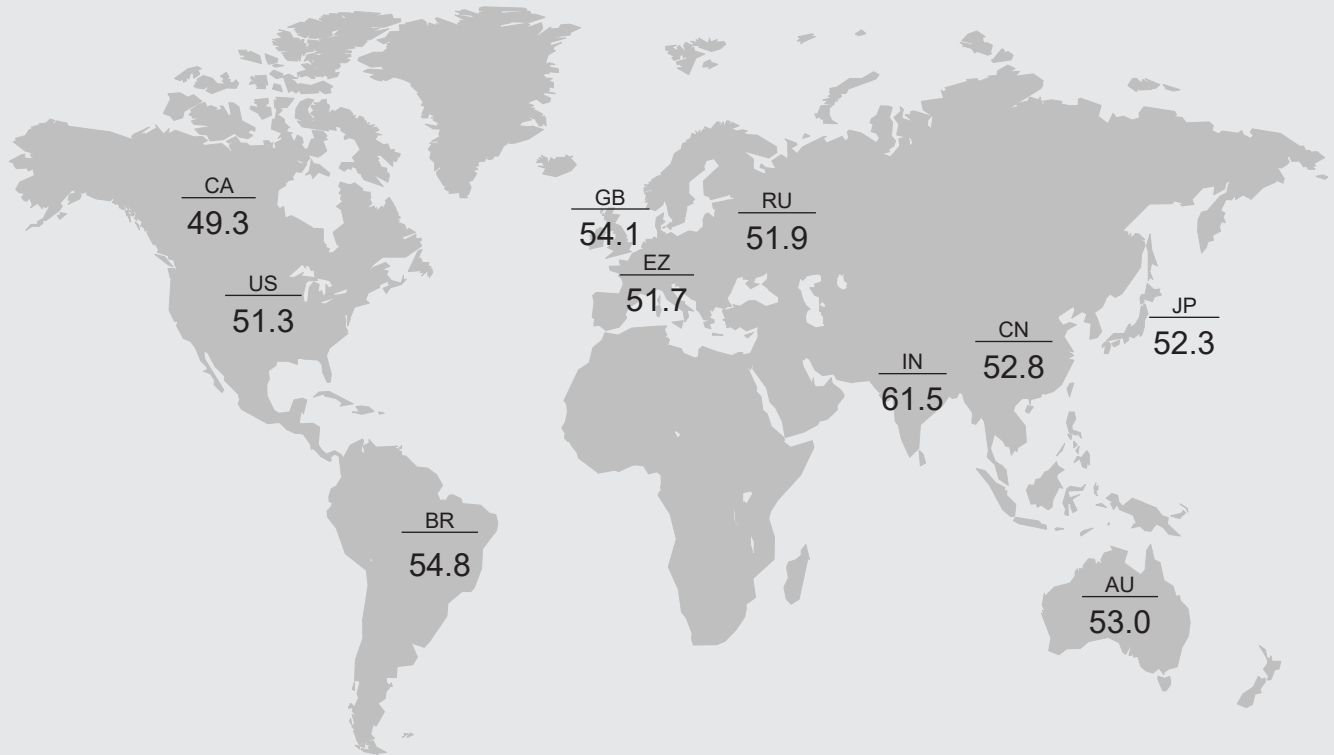 CA
49.3
GB
54.1
RU
51.9
EZ
51.7
US
51.3
JP
52.3
CN
52.8
IN
61.5
BR
54.8
AU
53.0